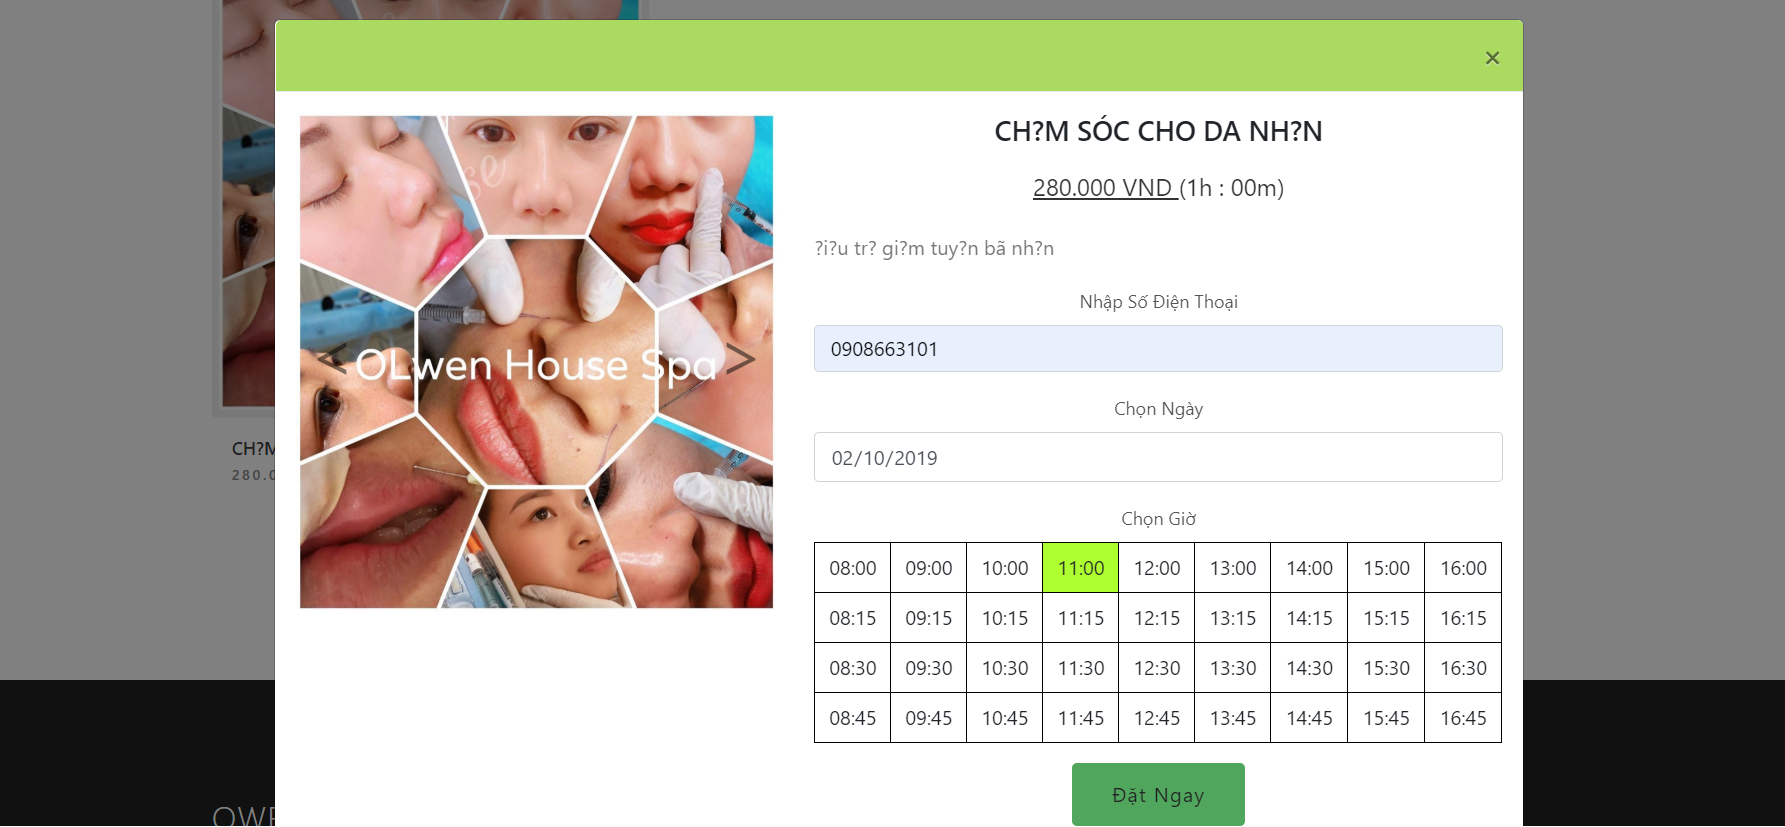 ×
CH?M SÓC CHO DA NH?N
280.000 VND (1h : 00m)
?i?u tr? gi?m tuy?n bã nh?n
Nhập Số Điện Thoại
0908663101
Chọn Ngày
02/10/2019
Chọn Giờ
08:00 09:00 10:00 11:00 12:00 13:00 14:00 15:00 16:00
08:15 09:15 10:15 11:15 12:15 13:15 14:15 15:15 16:15
08:30 09:30 10:30 11:30 12:30 13:30 14:30 15:30 16:30
08:45 09:45 10:45 11:45 12:45 13:45 14:45 15:45 16:45
Đặt Ngay
< OLwen House Spa >
CH?M
280.0